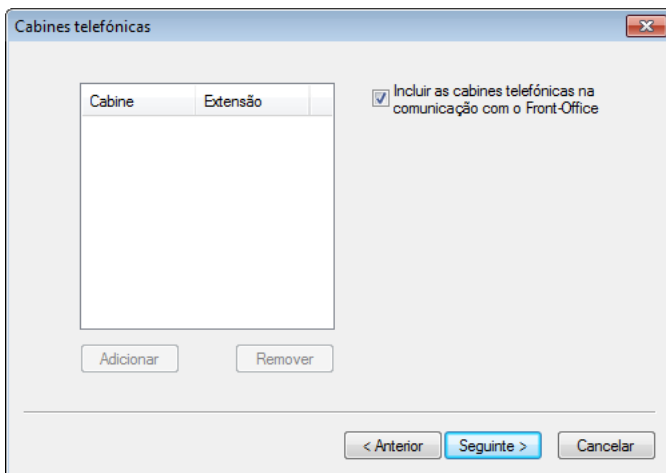 Cabines telefónicas
Cabine Extensão
Incluir as cabines telefónicas na
comunicação com o Front-Office
Adicionar Remover
< Anterior Seguinte > Cancelar